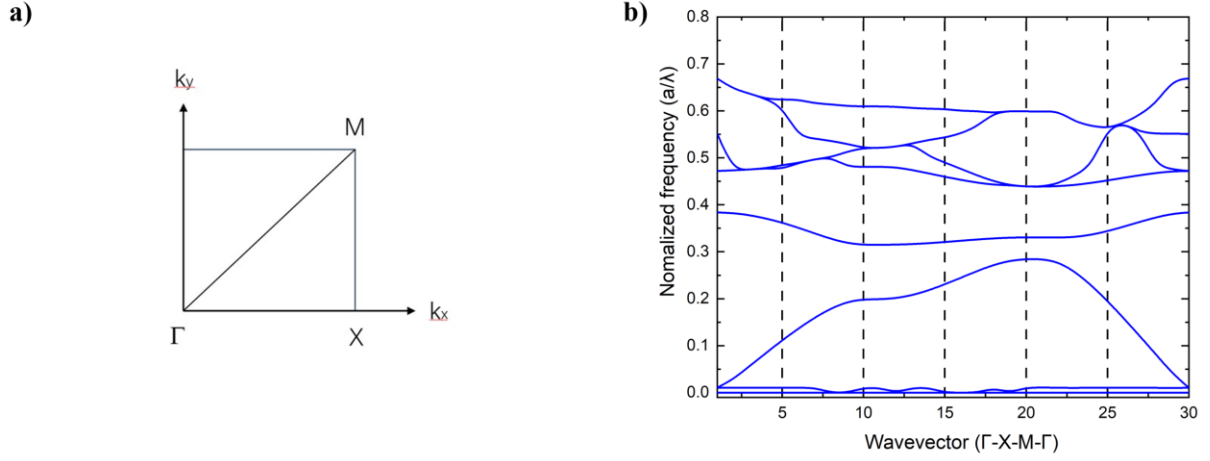 a)
ky
M
Γ
X
kx
b)
Nomalized frequency (a/λ)
0.8
0.7
0.6
0.5
0.4
0.3
0.2
0.1
0.0
5 10 15 20 25 30
Wavevector (Γ-X-M-Γ)